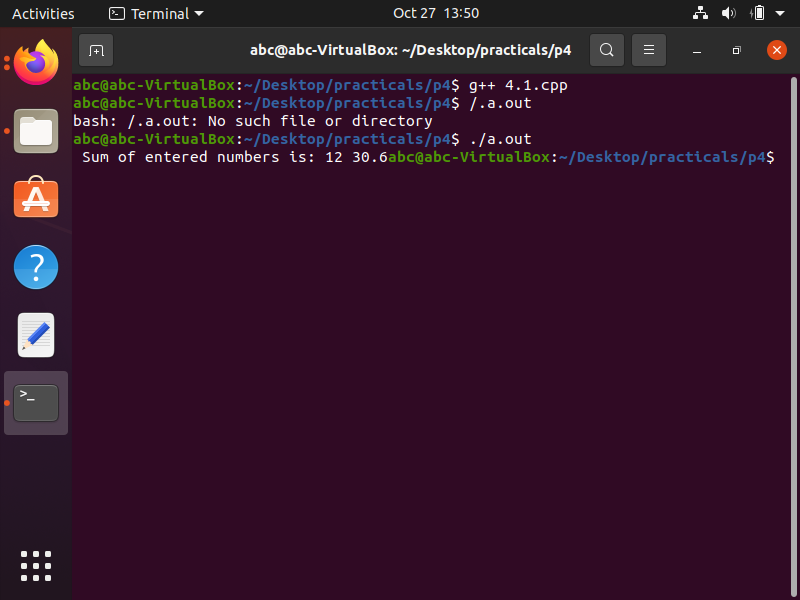 Activities
Terminal
Oct 27 13:50
abc@abc-VirtualBox: ~/Desktop/practicals/p4
abc@abc-VirtualBox:~/Desktop/practicals/p4$ g++ 4.1.cpp
abc@abc-VirtualBox:~/Desktop/practicals/p4$ /.a.out
bash: /.a.out: No such file or directory
abc@abc-VirtualBox:~/Desktop/practicals/p4$ ./a.out
 Sum of entered numbers is: 12 30.6abc@abc-VirtualBox:~/Desktop/practicals/p4$